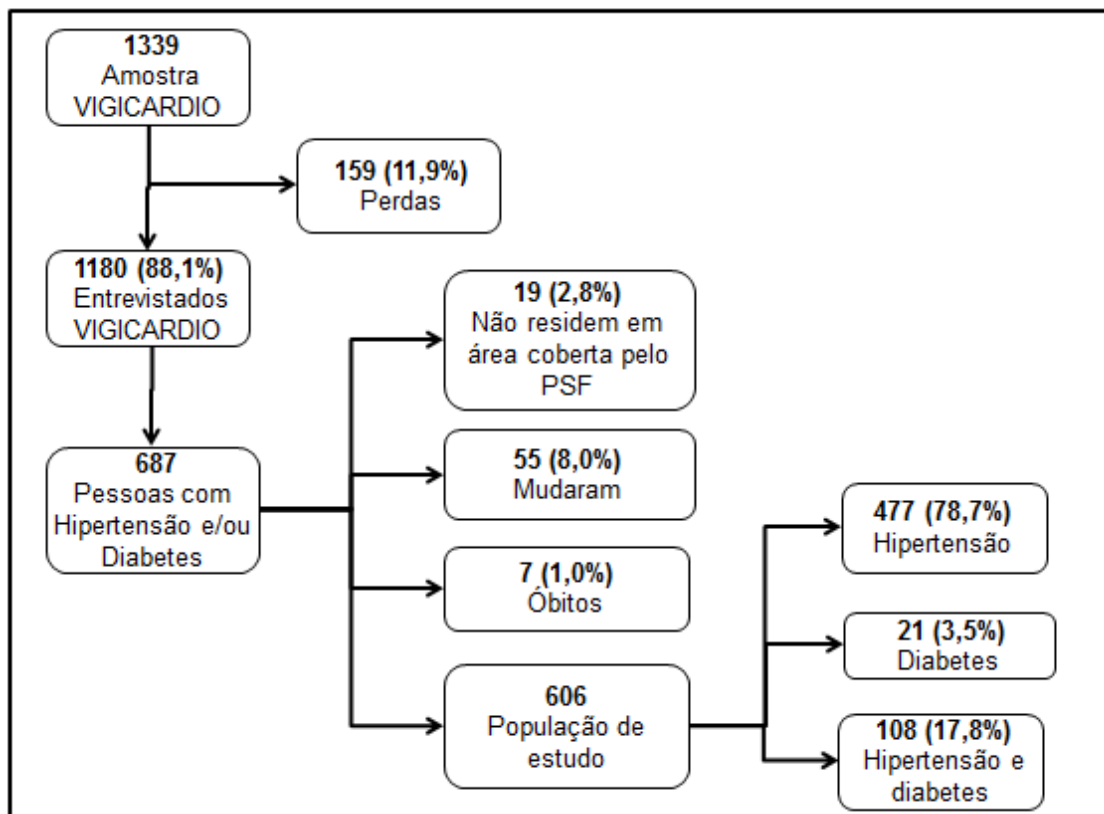 1339
Amostra
VIGICARDIO
159 (11,9%)
Perdas
1180 (88,1%)
Entrevistados
VIGICARDIO
687
Pessoas com
Hipertensão e/ou
Diabetes
19 (2,8%)
Não residem em
área coberta pelo
PSF
55 (8,0%)
Mudaram
7 (1,0%)
Óbitos
606
População de
estudo
477 (78,7%)
Hipertensão
21 (3,5%)
Diabetes
108 (17,8%)
Hipertensão e
diabetes